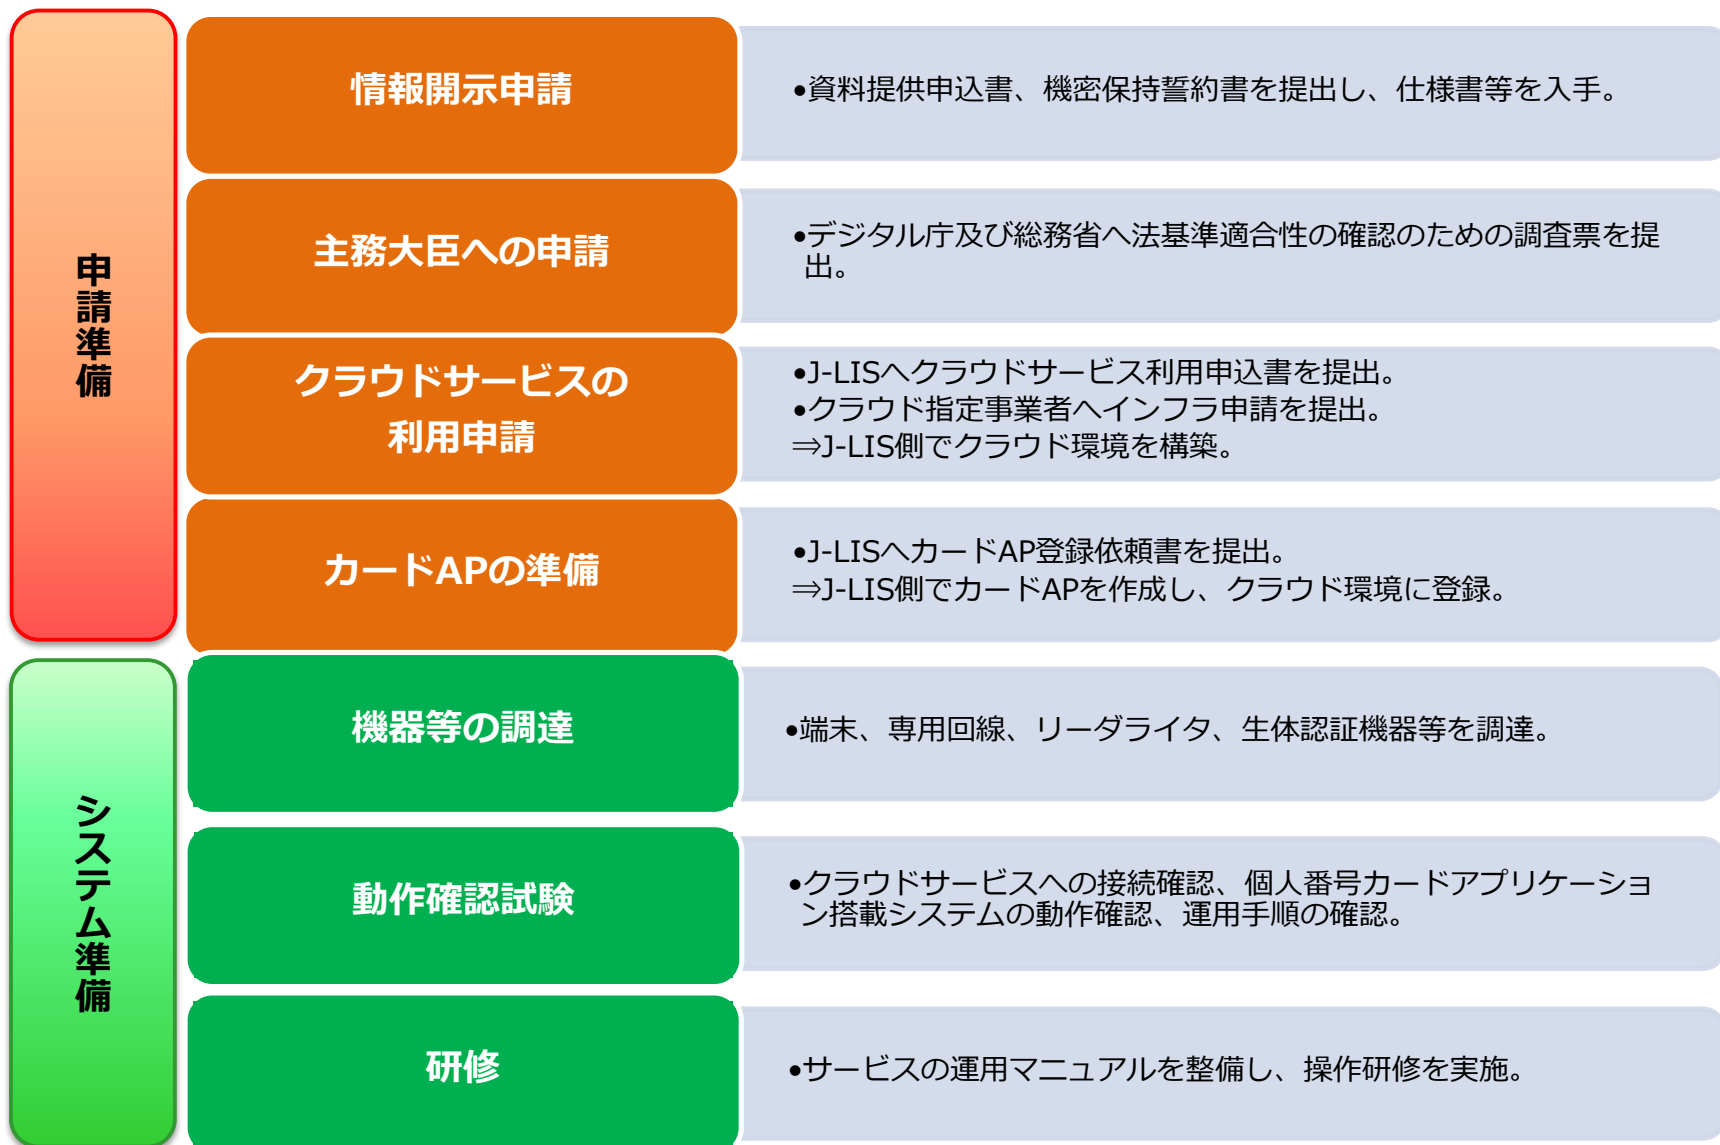 申請準備
情報開示申請
•資料提供申込書、機密保持誓約書を提出し、仕様書等を入手。
主務大臣への申請
•デジタル庁及び総務省へ法基準適合性の確認のための調査票を提
出。
クラウドサービスの
利用申請
•J-LISへクラウドサービス利用申込書を提出。
•クラウド指定事業者へインフラ申請を提出。
⇒J-LIS側でクラウド環境を構築。
カードAPの準備
•J-LISへカードAP登録依頼書を提出。
⇒J-LIS側でカードAPを作成し、クラウド環境に登録。
システム準備
機器等の調達
•端末、専用回線、リーダライタ、生体認証機器等を調達。
動作確認試験
•クラウドサービスへの接続確認、個人番号カードアプリケーショ
ン搭載システムの動作確認、運用手順の確認。
研修
•サービスの運用マニュアルを整備し、操作研修を実施。